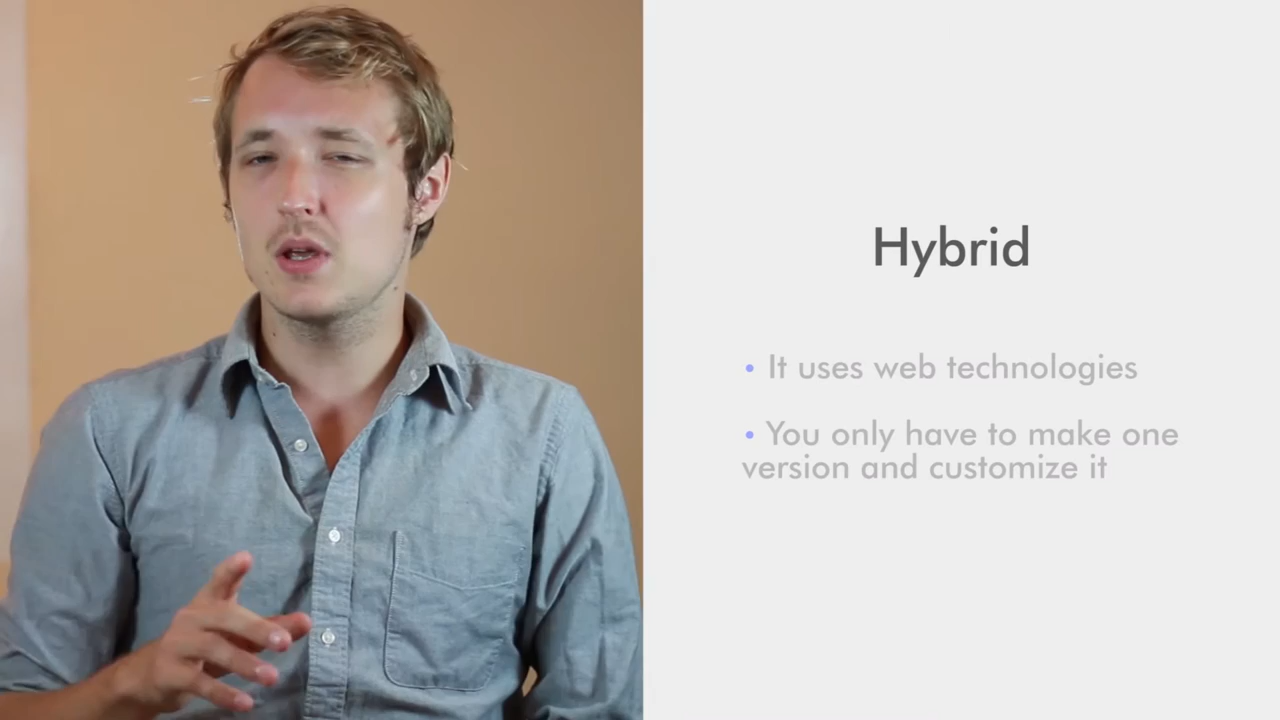 Hybrid
• It uses web technologies
• You only have to make one
version and customize it